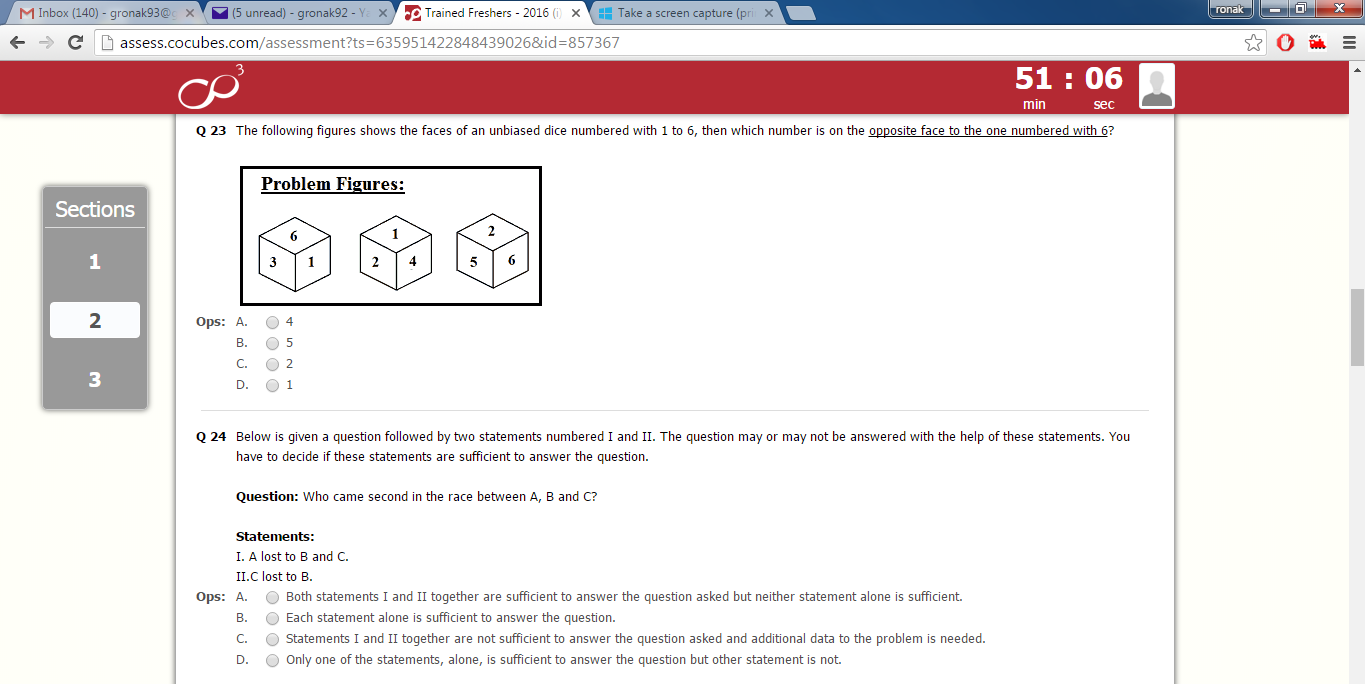 Inbox (140) - gronak93@g
(5 unread) - gronak92 - Ya
Trained Freshers - 2016 (i)
Take a screen capture (pri
ronak
assess.cocubes.com/assessment?ts=635951422848439026&id=857367
3
51 : 06
min sec
Q 23 The following figures shows the faces of an unbiased dice numbered with 1 to 6, then which number is on the opposite face to the one numbered with 6?
Problem Figures:
6 1 2
3 1 2 4 5 6
Sections
1
2
3
Ops: A. 4
B. 5
C. 2
D. 1
Q 24 Below is given a question followed by two statements numbered I and II. The question may or may not be answered with the help of these statements. You
have to decide if these statements are sufficient to answer the question.
Question: Who came second in the race between A, B and C?
Statements:
I. A lost to B and C.
II.C lost to B.
Ops: A. Both statements I and II together are sufficient to answer the question asked but neither statement alone is sufficient.
B. Each statement alone is sufficient to answer the question.
C. Statements I and II together are not sufficient to answer the question asked and additional data to the problem is needed.
D. Only one of the statements, alone, is sufficient to answer the question but other statement is not.